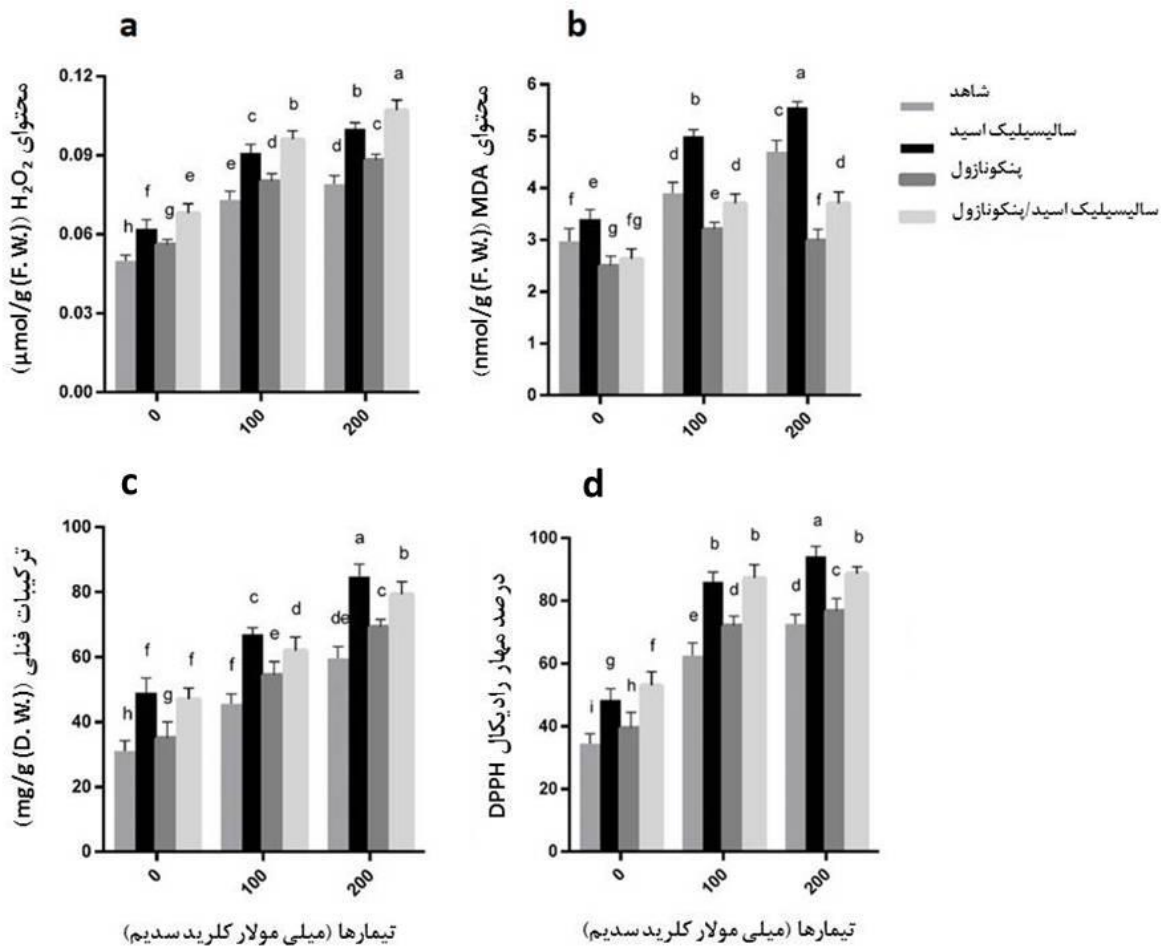 a
محتوای H₂O₂ (µmol/g (F. W.))
0.12
0.09
0.06
0.03
0.00
h f g e
e c d b
d b c a
0 100 200
b
محتوای MDA (nmol/g (F. W.))
6
5
4
3
2
1
0
f e g fg
d b e d
c a f d
0 100 200
شاهد
سالیسیلیک اسید
پنکونازول
سالیسیلیک اسید/پنکونازول
c
ترکیبات فنلی (mg/g (D. W.))
100
80
60
40
20
0
h f g f
f c e d
de a c b
0 100 200
تیمارها (میلی مولار کلرید سدیم)
d
درصد مهار رادیکال DPPH
100
80
60
40
20
0
i g h f
e b d b
d a c b
0 100 200
تیمارها (میلی مولار کلرید سدیم)